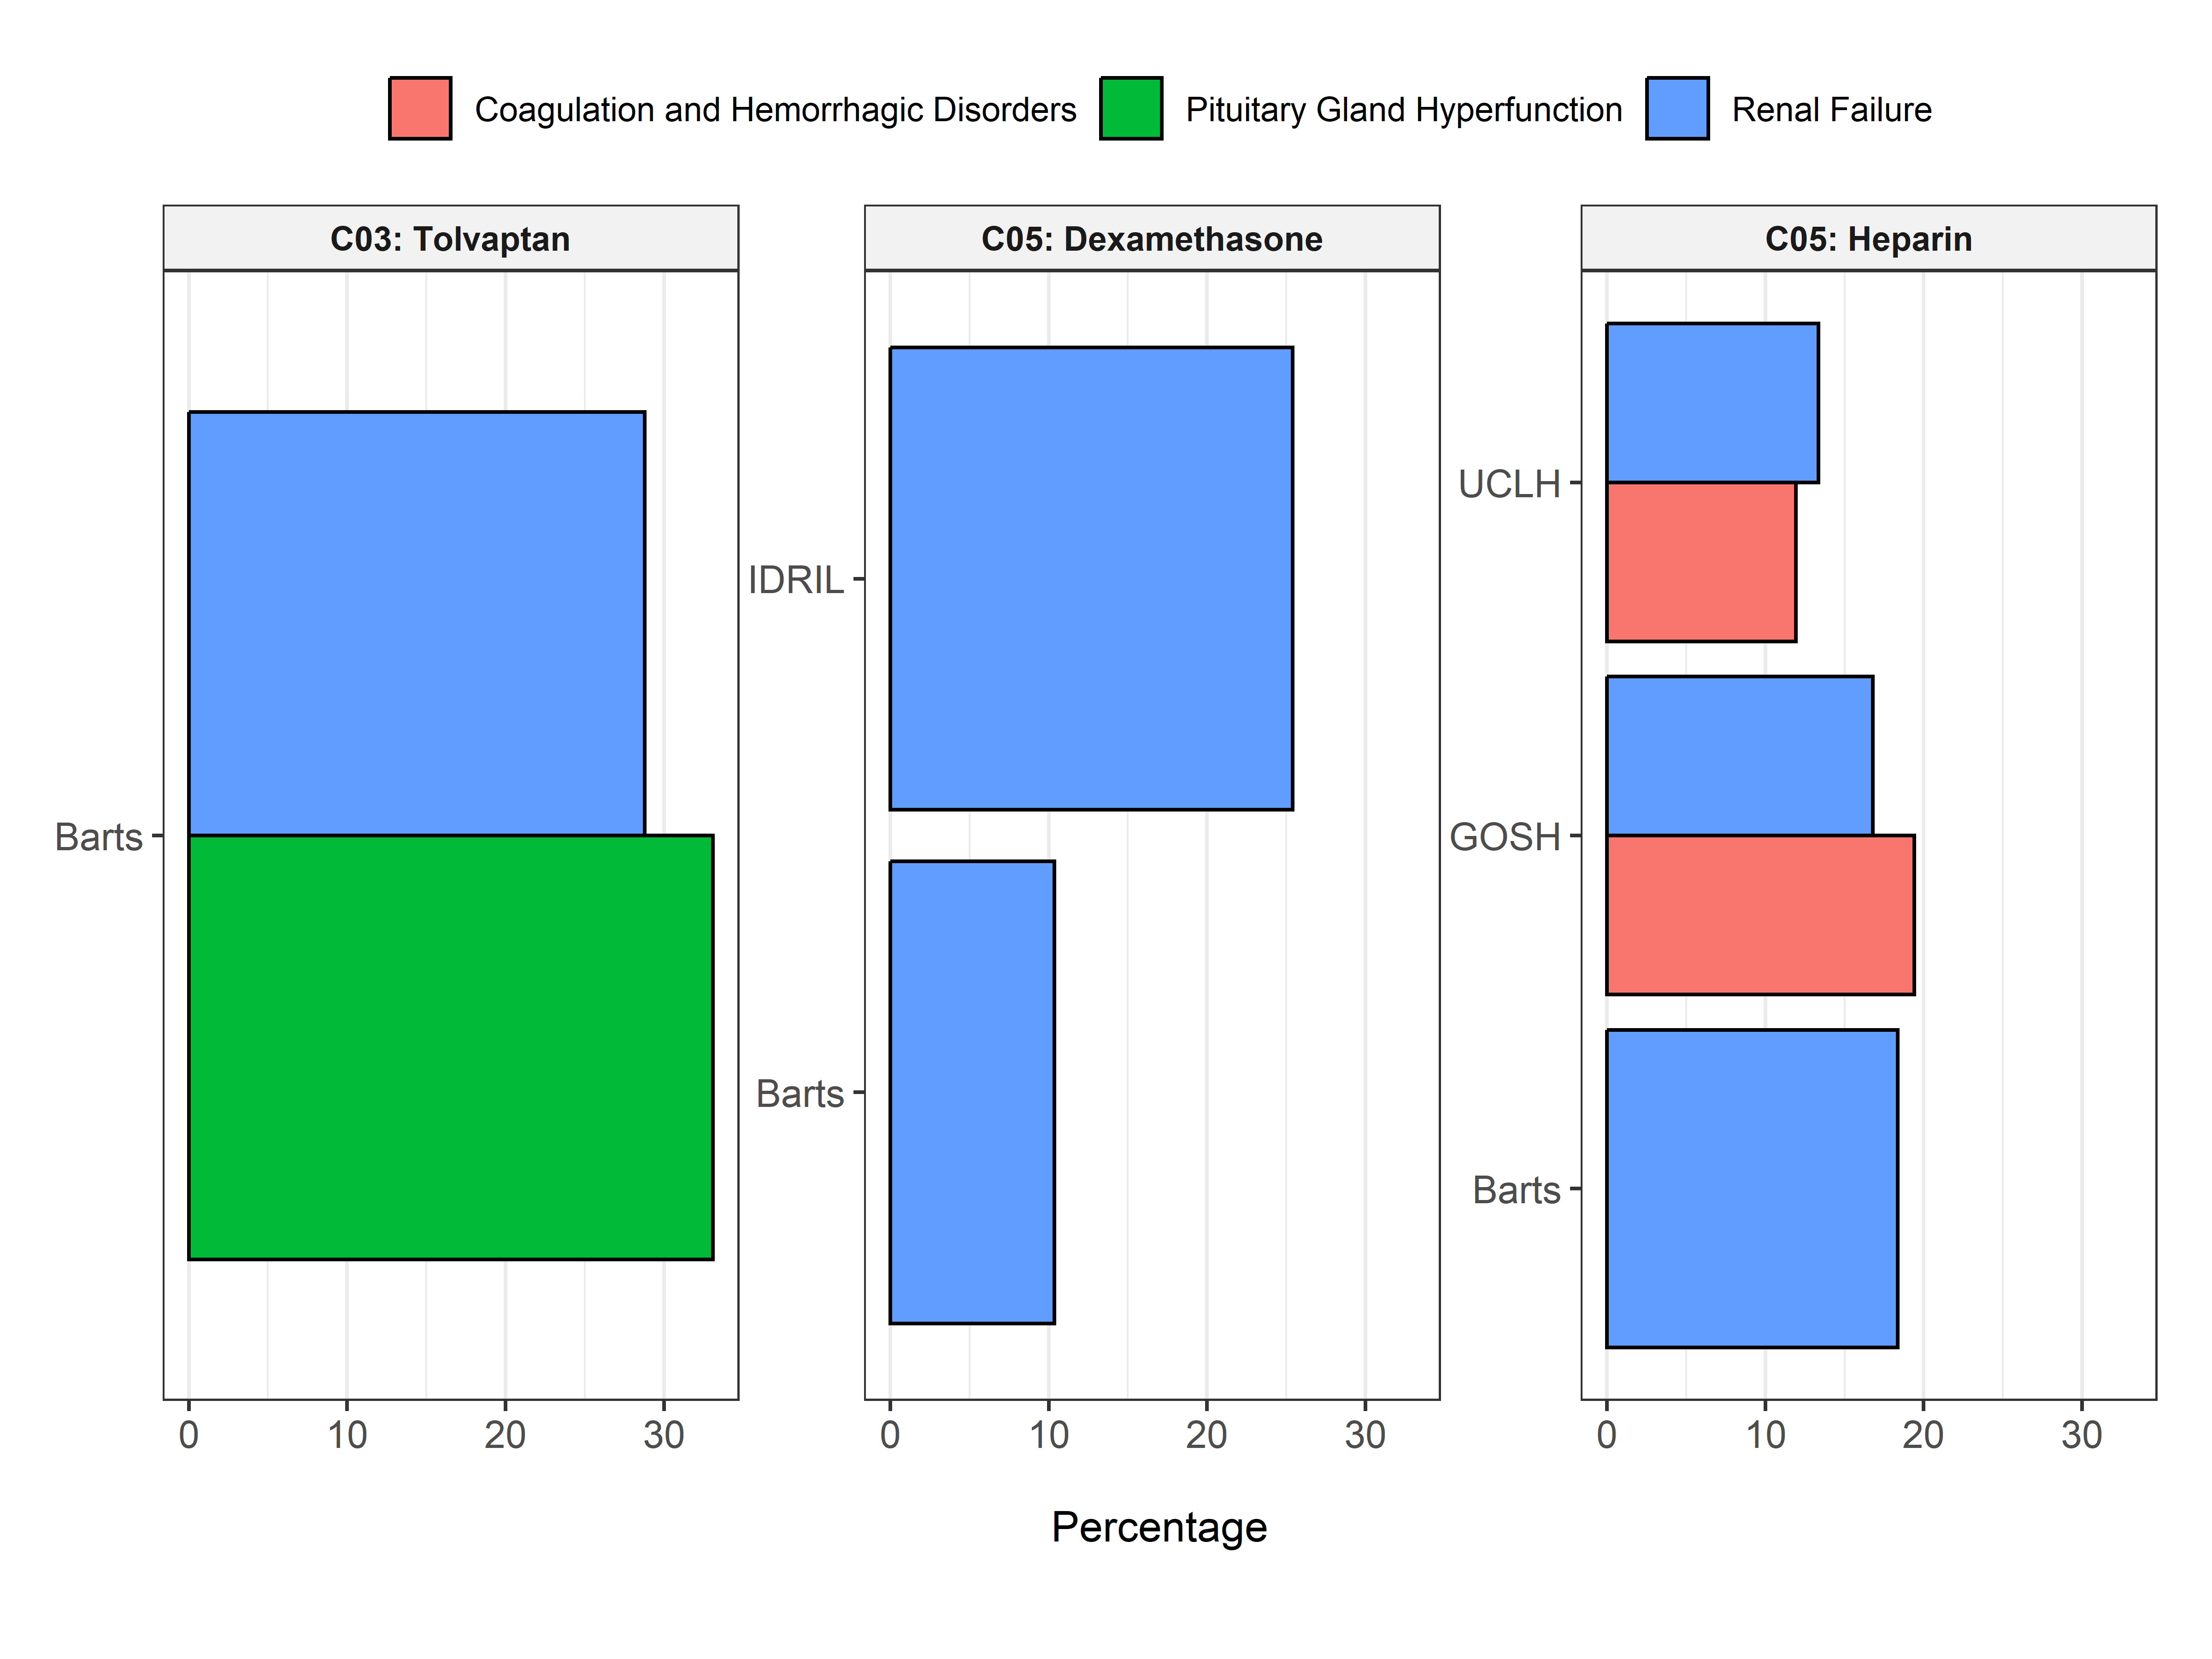 Coagulation and Hemorrhagic Disorders Pituitary Gland Hyperfunction Renal Failure
C03: Tolvaptan C05: Dexamethasone C05: Heparin
UCLH
IDRIL
Barts GOSH
Barts
Barts
0 10 20 30 0 10 20 30 0 10 20 30
Percentage